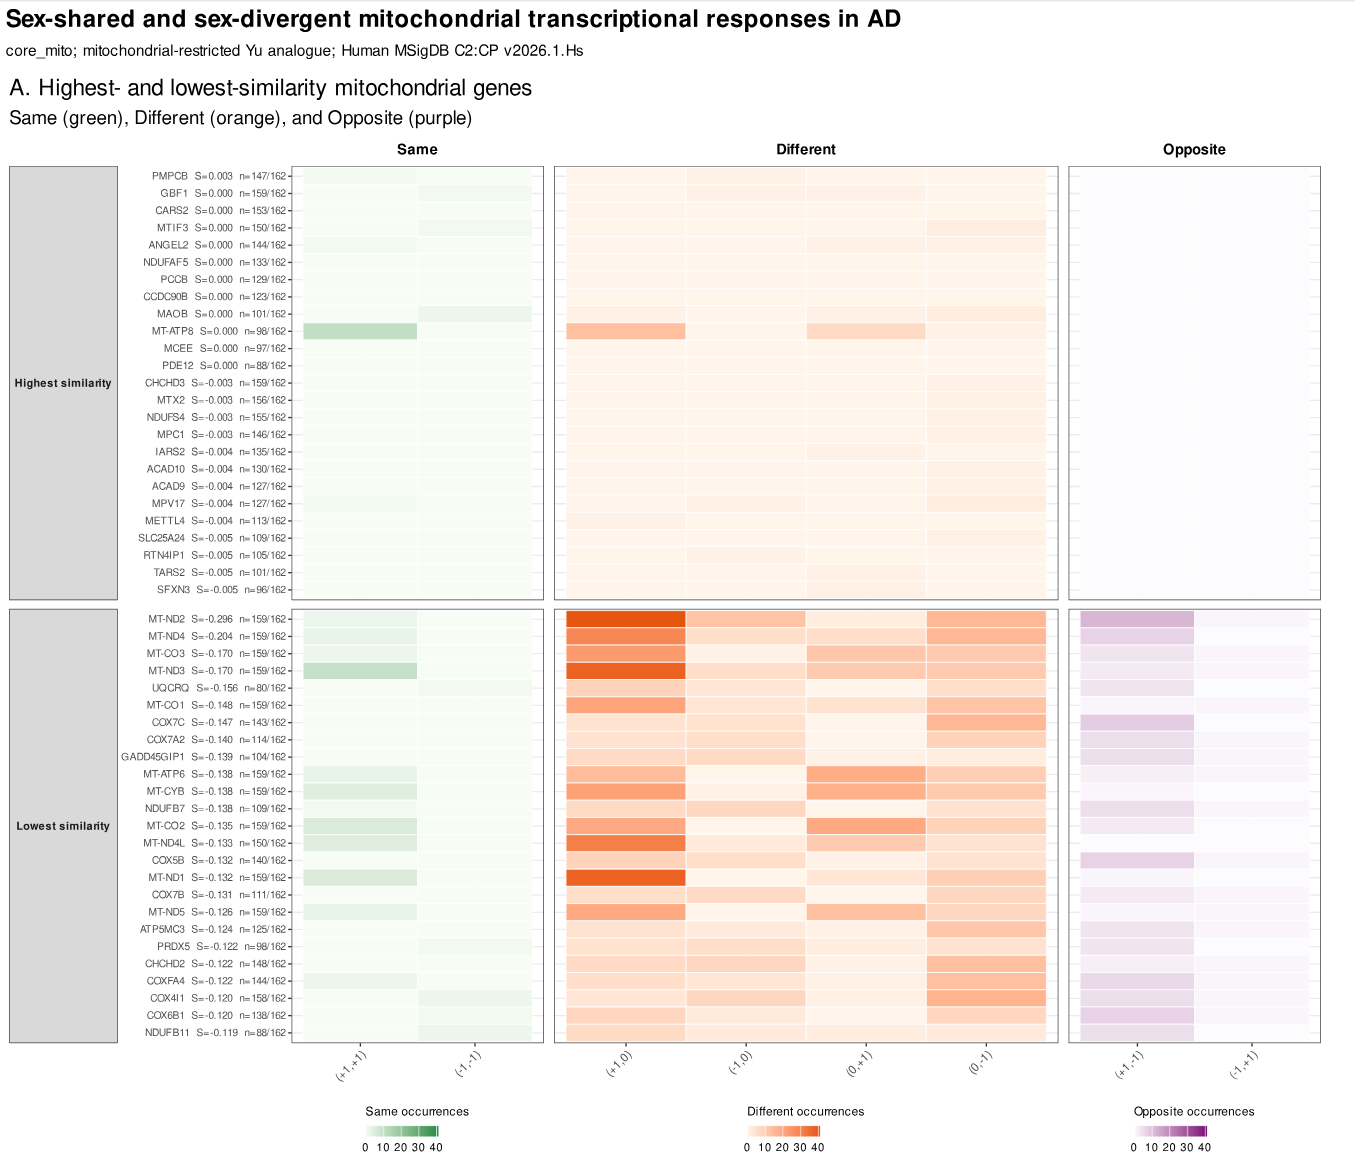 Sex-shared and sex-divergent mitochondrial transcriptional responses in AD
core_mito; mitochondrial-restricted Yu analogue; Human MSigDB C2:CP v2026.1.Hs
A. Highest- and lowest-similarity mitochondrial genes
Same (green), Different (orange), and Opposite (purple)
Same Different Opposite
Highest similarity
PMPCB S=0.003 n=147/162
GBF1 S=0.000 n=159/162
CARS2 S=0.000 n=153/162
MTIF3 S=0.000 n=150/162
ANGEL2 S=0.000 n=144/162
NDUFAF5 S=0.000 n=133/162
PCCB S=0.000 n=129/162
CCDC90B S=0.000 n=123/162
MAOB S=0.000 n=101/162
MT-ATP8 S=0.000 n=98/162
MCEE S=0.000 n=97/162
PDE12 S=0.000 n=88/162
CHCHD3 S=-0.003 n=159/162
MTX2 S=-0.003 n=156/162
NDUFS4 S=-0.003 n=155/162
MPC1 S=-0.003 n=146/162
IARS2 S=-0.004 n=135/162
ACAD10 S=-0.004 n=130/162
ACAD9 S=-0.004 n=127/162
MPV17 S=-0.004 n=127/162
METTL4 S=-0.004 n=113/162
SLC25A24 S=-0.005 n=109/162
RTN4IP1 S=-0.005 n=105/162
TARS2 S=-0.005 n=101/162
SFXN3 S=-0.005 n=96/162
Lowest similarity
MT-ND2 S=-0.296 n=159/162
MT-ND4 S=-0.204 n=159/162
MT-CO3 S=-0.170 n=159/162
MT-ND3 S=-0.170 n=159/162
UQCRQ S=-0.156 n=80/162
MT-CO1 S=-0.148 n=159/162
COX7C S=-0.147 n=143/162
COX7A2 S=-0.140 n=114/162
GADD45GIP1 S=-0.139 n=104/162
MT-ATP6 S=-0.138 n=159/162
MT-CYB S=-0.138 n=159/162
NDUFB7 S=-0.138 n=109/162
MT-CO2 S=-0.135 n=159/162
MT-ND4L S=-0.133 n=150/162
COX5B S=-0.132 n=140/162
MT-ND1 S=-0.132 n=159/162
COX7B S=-0.131 n=111/162
MT-ND5 S=-0.126 n=159/162
ATP5MC3 S=-0.124 n=125/162
PRDX5 S=-0.122 n=98/162
CHCHD2 S=-0.122 n=148/162
COXFA4 S=-0.122 n=144/162
COX4I1 S=-0.120 n=158/162
COX6B1 S=-0.120 n=138/162
NDUFB11 S=-0.119 n=88/162
(+1,+1) (-1,-1) (+1,0) (-1,0) (0,+1) (0,-1) (+1,-1) (-1,+1)
Same occurrences Different occurrences Opposite occurrences
0 10 20 30 40 0 10 20 30 40 0 10 20 30 40